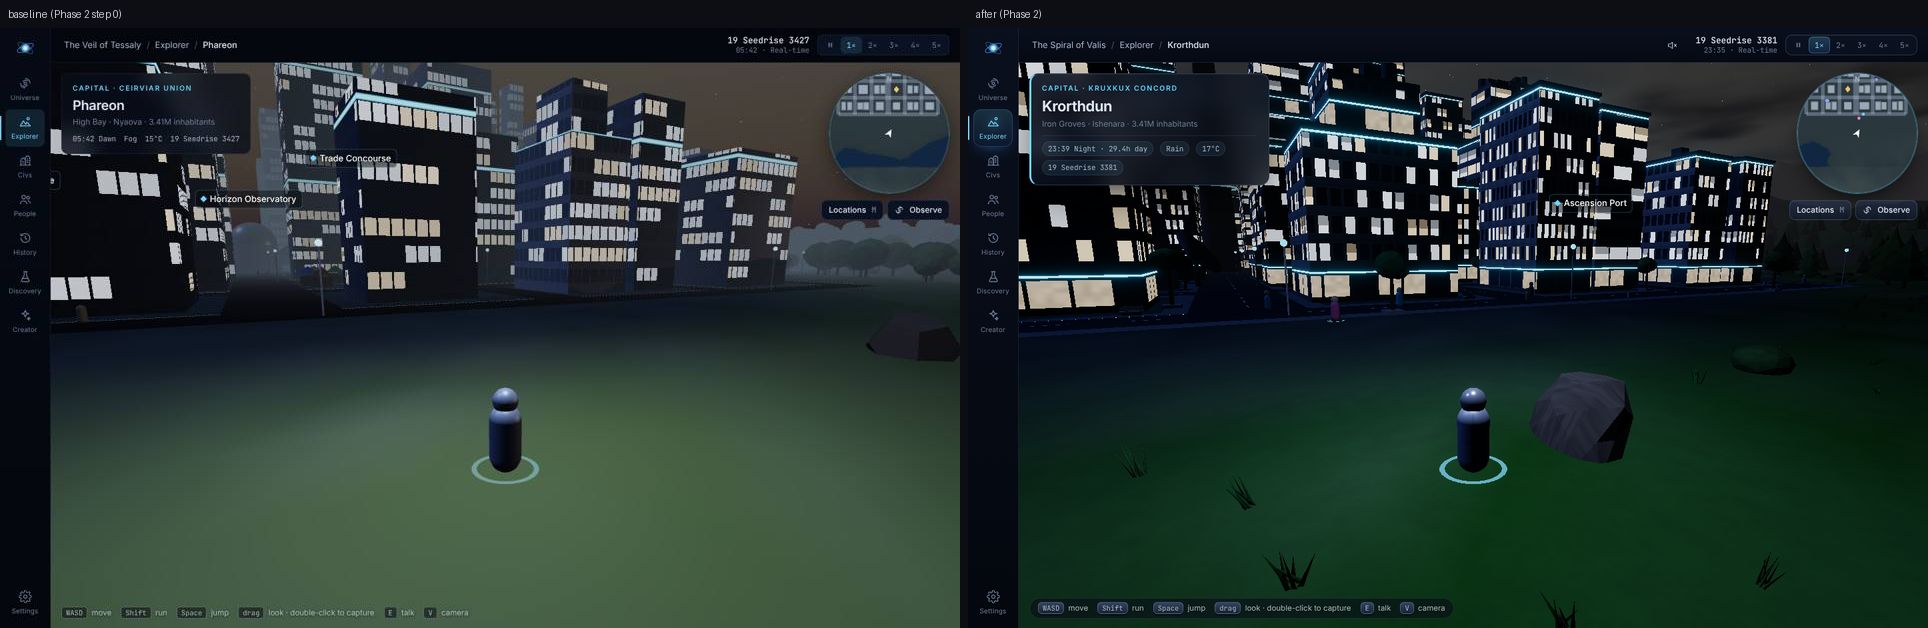 baseline (Phase 2 step 0)
The Veil of Tessaly / Explorer / Phareon
19 Seedrise 3427
05:42 · Real-time
1× 2× 3× 4× 5×
Universe
Explorer
Civs
People
History
Discovery
Creator
Settings
CAPITAL · CEIRVIAR UNION
Phareon
High Bay · Nyaova · 3.41M inhabitants
05:42 Dawn Fog 15°C 19 Seedrise 3427
Trade Concourse
Horizon Observatory
Locations M
Observe
WASD move Shift run Space jump drag look · double-click to capture E talk V camera
after (Phase 2)
The Spiral of Valis / Explorer / Krorthdun
19 Seedrise 3381
23:35 · Real-time
1× 2× 3× 4× 5×
Universe
Explorer
Civs
People
History
Discovery
Creator
Settings
CAPITAL · KRUXKUX CONCORD
Krorthdun
Iron Groves · Ishenara · 3.41M inhabitants
23:39 Night · 29.4h day Rain 17°C
19 Seedrise 3381
Ascension Port
Locations M
Observe
WASD move Shift run Space jump drag look · double-click to capture E talk V camera